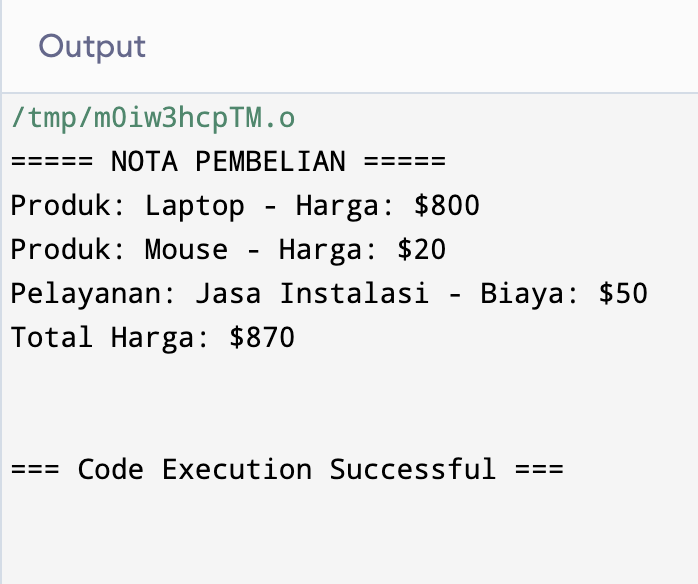 Output
/tmp/m0iw3hcpTM.o
===== NOTA PEMBELIAN =====
Produk: Laptop - Harga: $800
Produk: Mouse - Harga: $20
Pelayanan: Jasa Instalasi - Biaya: $50
Total Harga: $870
=== Code Execution Successful ===